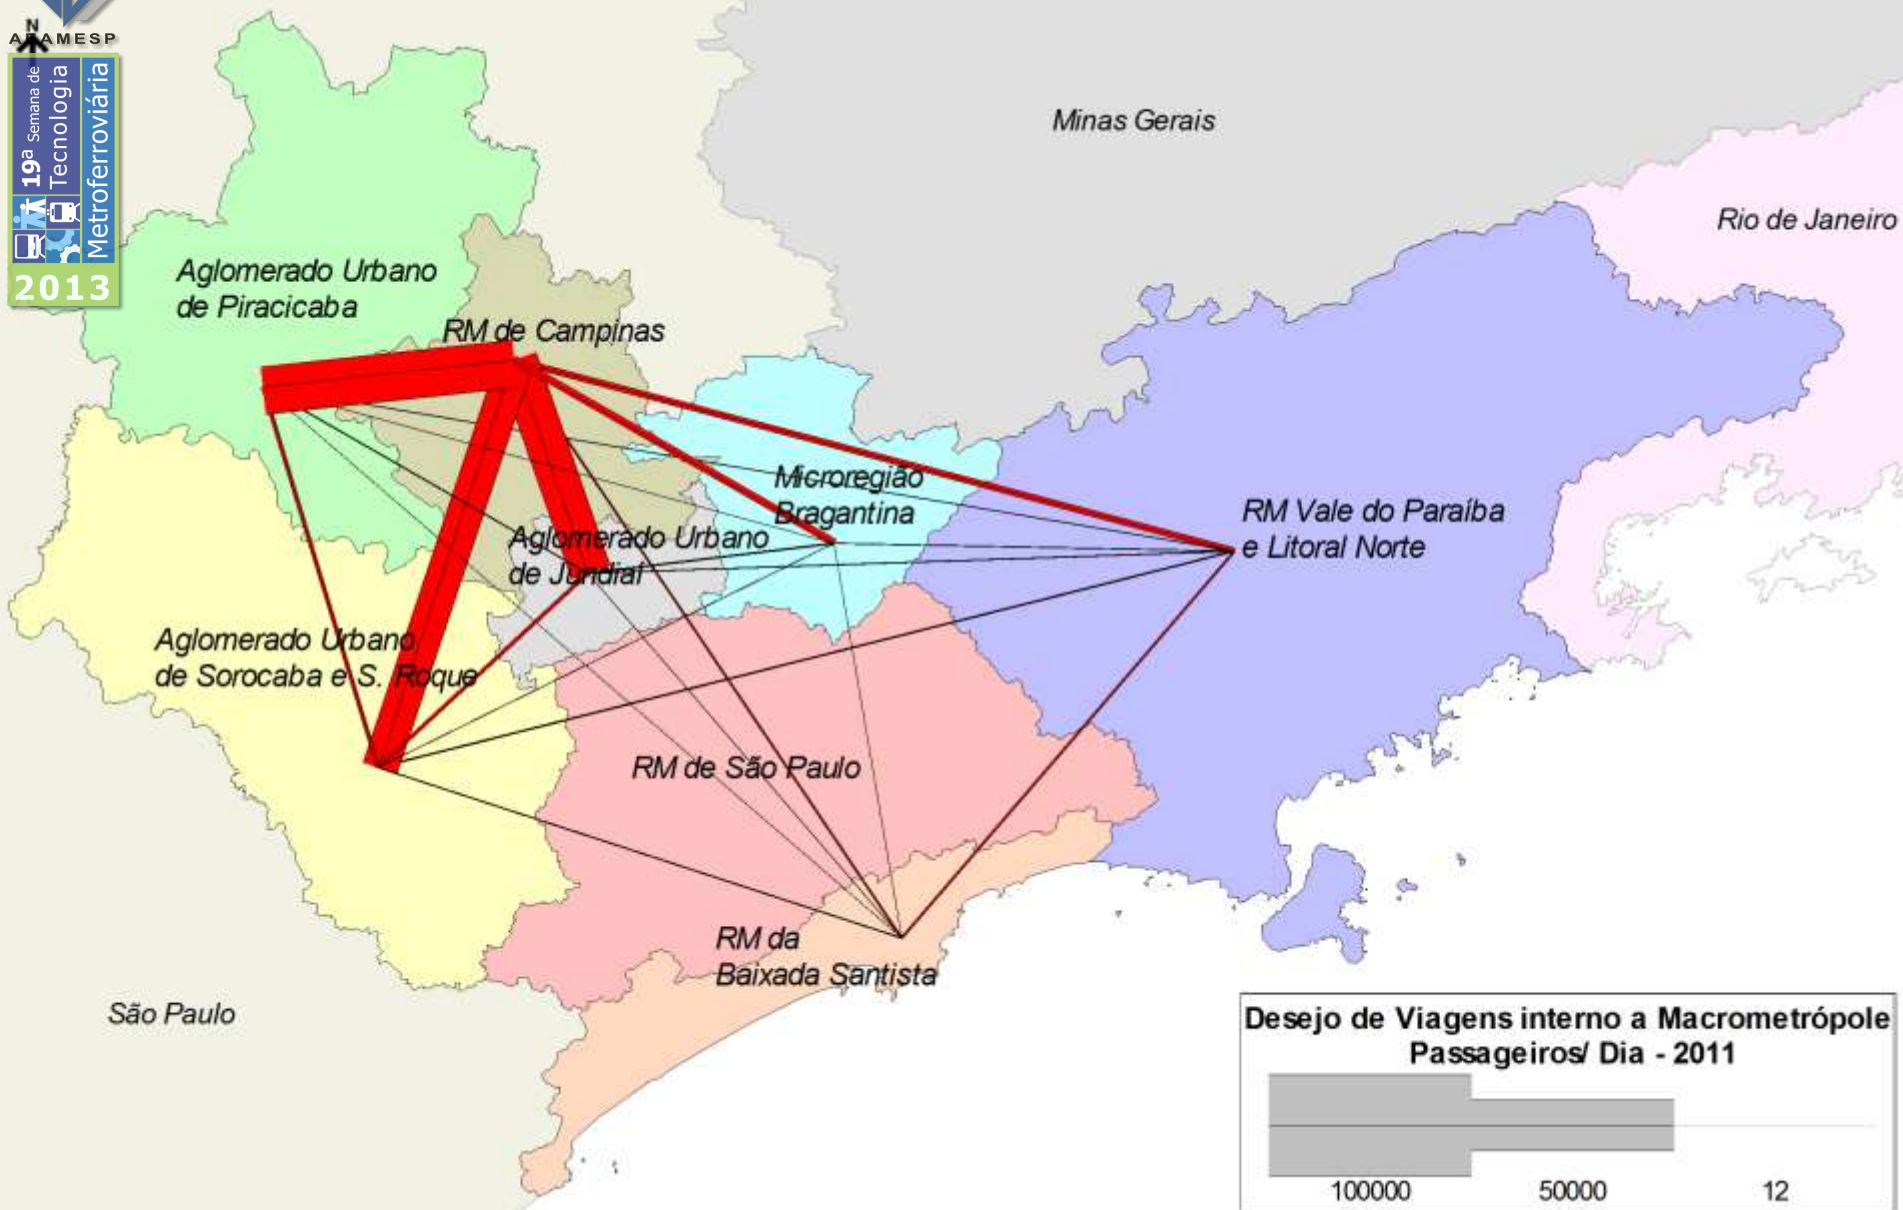 N
AEAMESP
19ª Semana de
Tecnologia
Metroferroviária
2013
Minas Gerais
Rio de Janeiro
Aglomerado Urbano
de Piracicaba
RM de Campinas
Microregião
Bragantina
RM Vale do Paraíba
e Litoral Norte
Aglomerado Urbano
de Jundiaí
Aglomerado Urbano
de Sorocaba e S. Roque
RM de São Paulo
RM da
Baixada Santista
São Paulo
Desejo de Viagens interno a Macrometrópole
Passageiros/ Dia - 2011
100000 50000 12